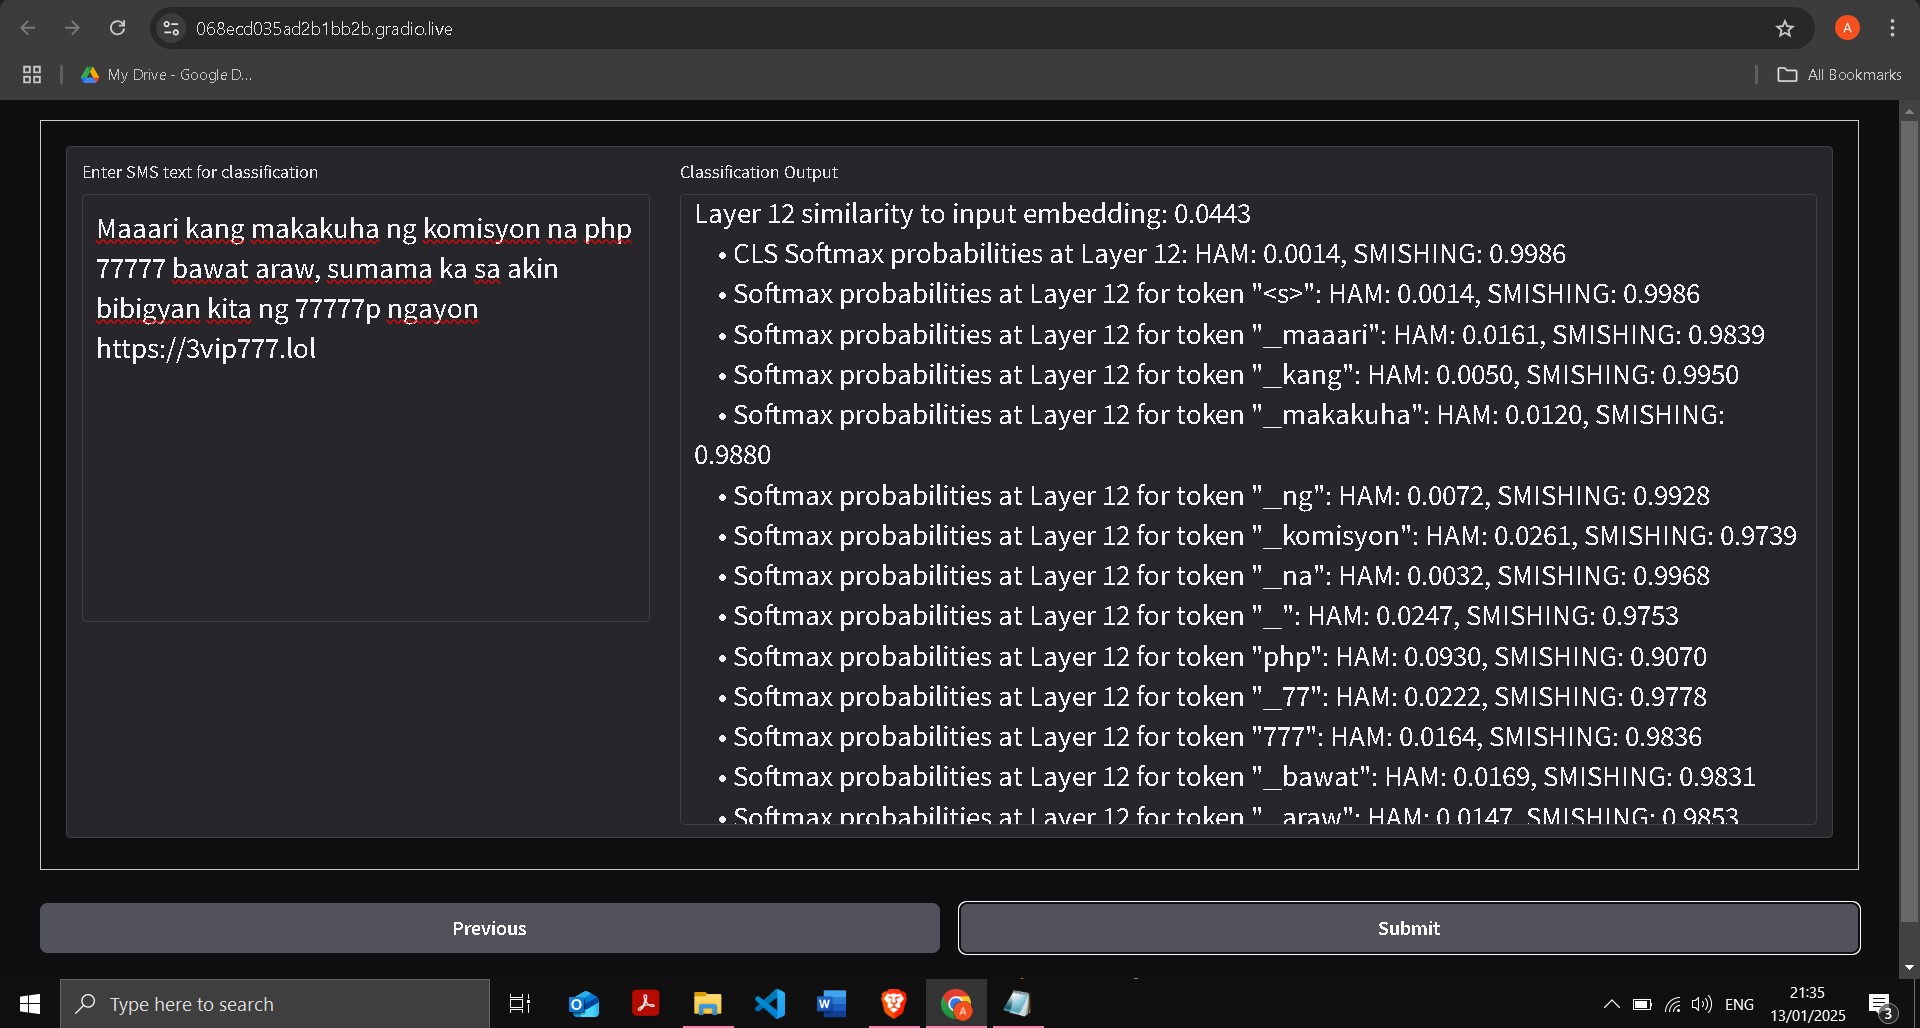 068ecd035ad2b1bb2b.gradio.live
A
My Drive - Google D...
All Bookmarks
Enter SMS text for classification
Maaari kang makakuha ng komisyon na php
77777 bawat araw, sumama ka sa akin
bibigyan kita ng 77777p ngayon
https://3vip777.lol
Classification Output
Layer 12 similarity to input embedding: 0.0443
• CLS Softmax probabilities at Layer 12: HAM: 0.0014, SMISHING: 0.9986
• Softmax probabilities at Layer 12 for token "<s>": HAM: 0.0014, SMISHING: 0.9986
• Softmax probabilities at Layer 12 for token "_maaari": HAM: 0.0161, SMISHING: 0.9839
• Softmax probabilities at Layer 12 for token "_kang": HAM: 0.0050, SMISHING: 0.9950
• Softmax probabilities at Layer 12 for token "_makakuha": HAM: 0.0120, SMISHING:
0.9880
• Softmax probabilities at Layer 12 for token "_ng": HAM: 0.0072, SMISHING: 0.9928
• Softmax probabilities at Layer 12 for token "_komisyon": HAM: 0.0261, SMISHING: 0.9739
• Softmax probabilities at Layer 12 for token "_na": HAM: 0.0032, SMISHING: 0.9968
• Softmax probabilities at Layer 12 for token "_": HAM: 0.0247, SMISHING: 0.9753
• Softmax probabilities at Layer 12 for token "php": HAM: 0.0930, SMISHING: 0.9070
• Softmax probabilities at Layer 12 for token "_77": HAM: 0.0222, SMISHING: 0.9778
• Softmax probabilities at Layer 12 for token "777": HAM: 0.0164, SMISHING: 0.9836
• Softmax probabilities at Layer 12 for token "_bawat": HAM: 0.0169, SMISHING: 0.9831
• Softmax probabilities at Layer 12 for token "_araw": HAM: 0.0147, SMISHING: 0.9853
Previous
Submit
Type here to search
ENG
21:35
13/01/2025
3